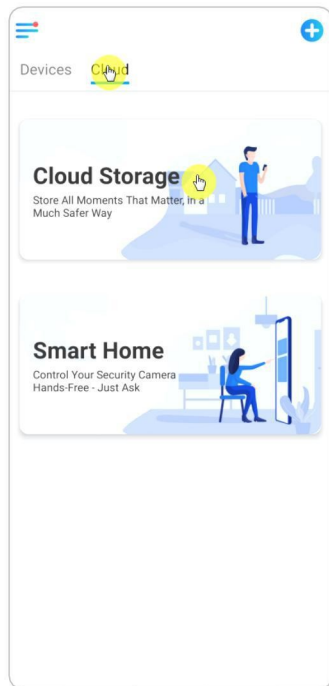 Devices Cloud
Cloud Storage
Store All Moments That Matter, in a
Much Safer Way
Smart Home
Control Your Security Camera
Hands-Free - Just Ask